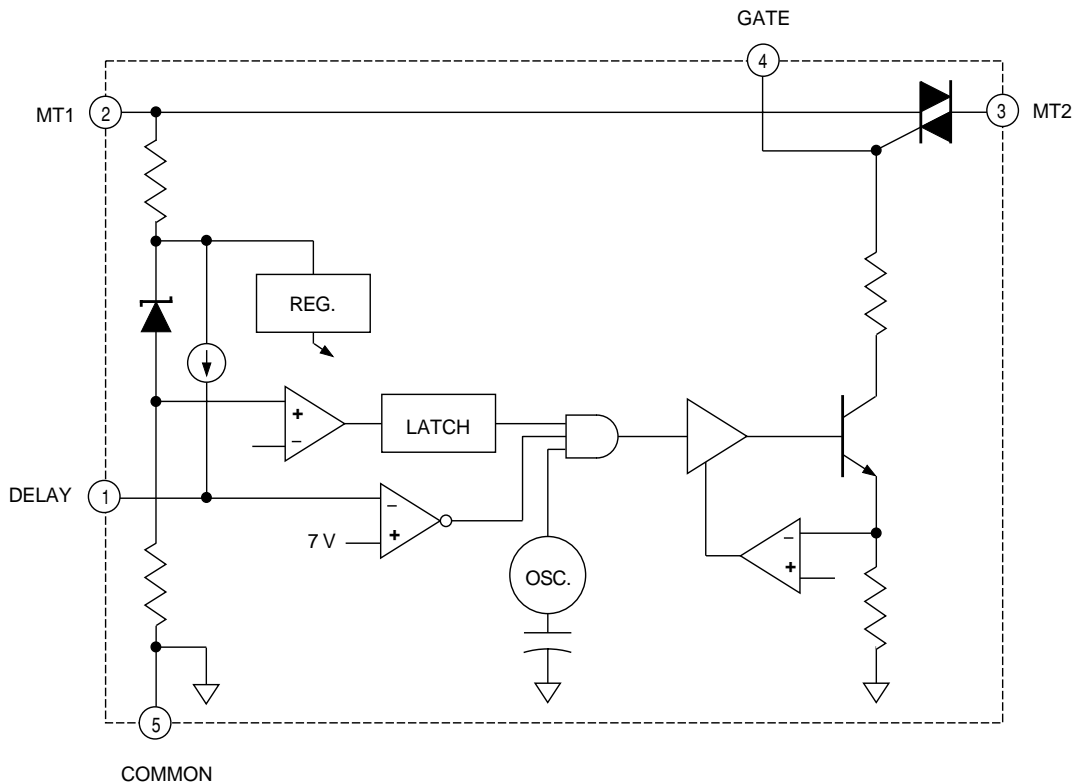 GATE
4
MT1
2
3
MT2
REG.
+
−
LATCH
DELAY
1
−
+
7 V
OSC.
−
+
5
COMMON